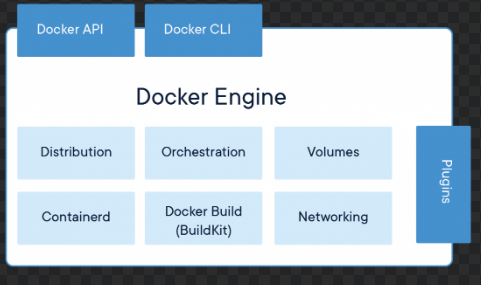 Docker API
Docker CLI
Docker Engine
Distribution
Orchestration
Volumes
Plugins
Containerd
Docker Build
(BuildKit)
Networking